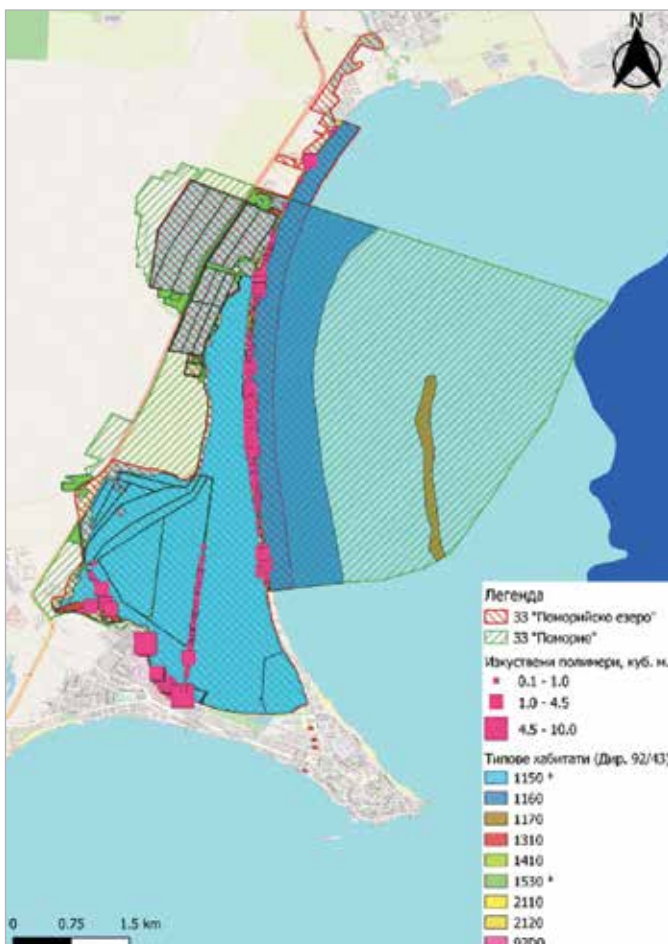 N
Легенда
ЗЗ "Поморийско езеро"
ЗЗ "Поморие"
Изкуствени полимери, куб. м.
0.1 - 1.0
1.0 - 4.5
4.5 - 10.0
Типове хабитати (Дир. 92/43)
1150 *
1160
1170
1310
1410
1530 *
2110
2120
92D0
0 0.75 1.5 km